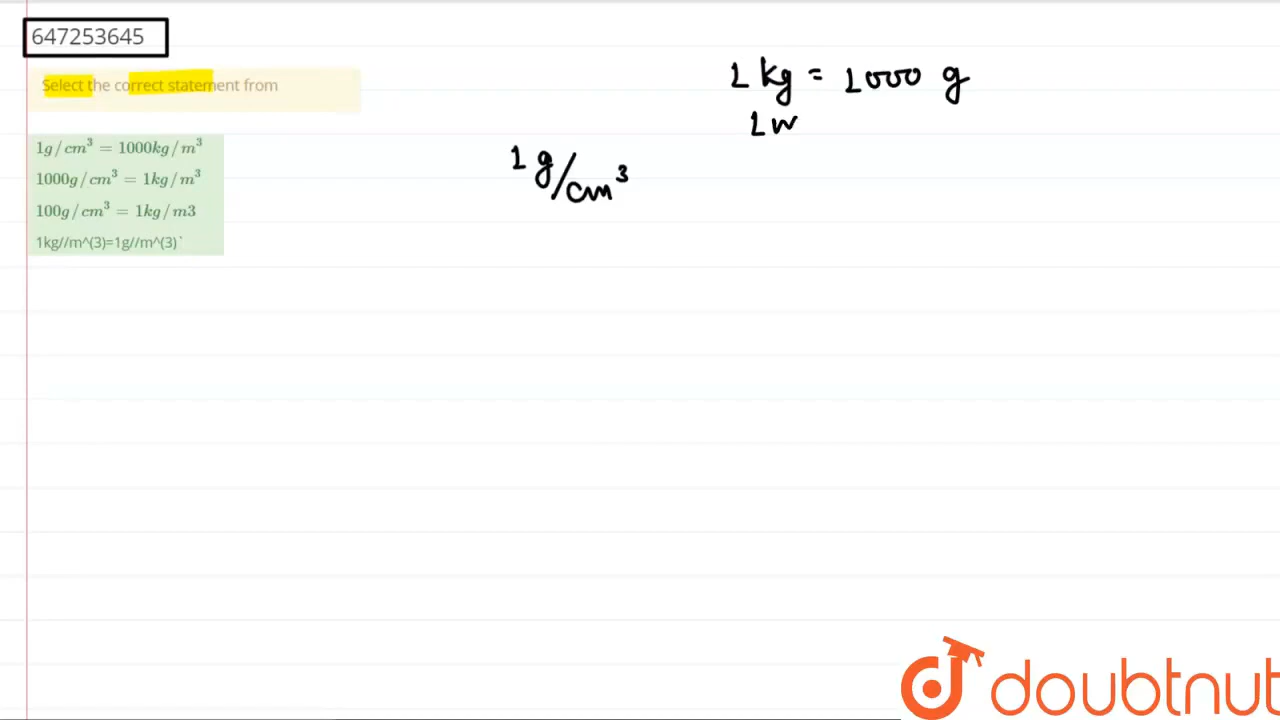 647253645
Select the correct statement from
1g/cm³ = 1000kg/m³
1000g/cm³ = 1kg/m³
100g/cm³ = 1kg/m3
1kg//m^(3)=1g//m^(3)`
1 kg = 1000 g
1 w
1 g/cm³
doubtnut